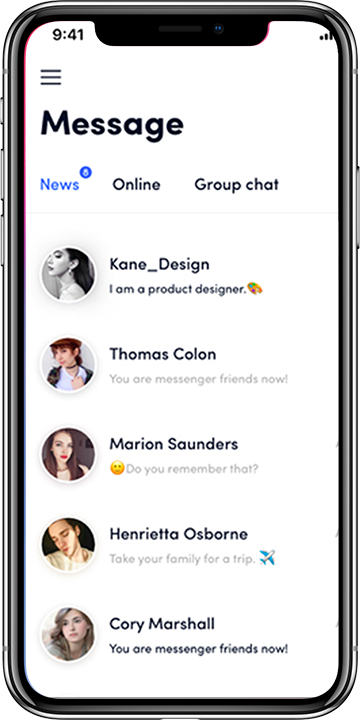 9:41
Message
8
News Online Group chat
Kane_Design
I am a product designer.🎨
Thomas Colon
You are messenger friends now!
Marion Saunders
🙂Do you remember that?
Henrietta Osborne
Take your family for a trip. ✈️
Cory Marshall
You are messenger friends now!